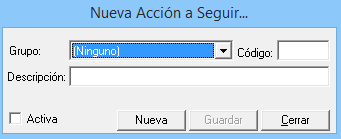 Nueva Acción a Seguir...
Grupo: (Ninguno) Código:
Descripción:
Activa Nueva Guardar Cerrar